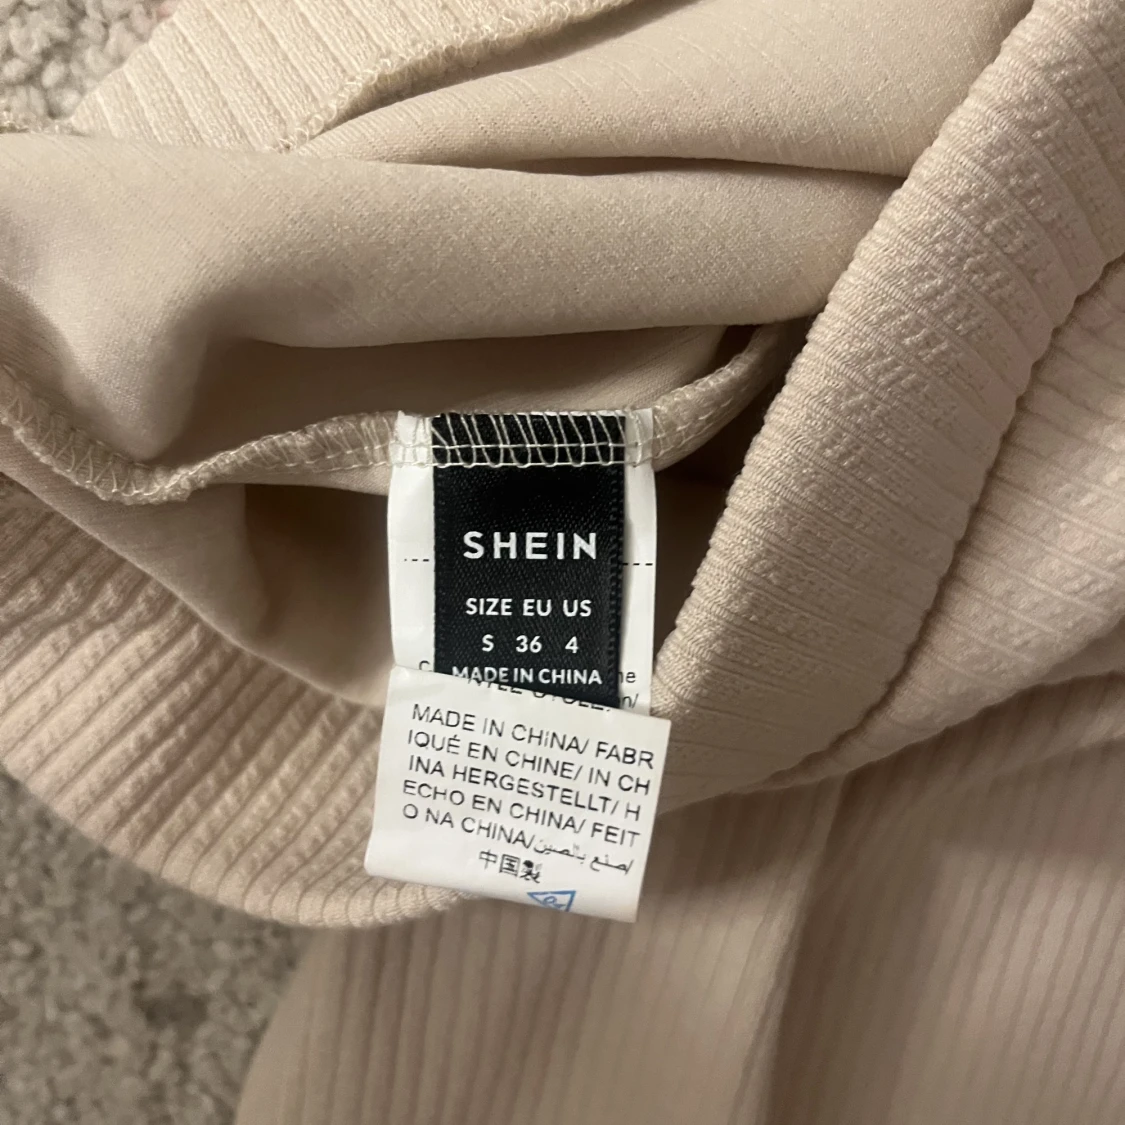 SHEIN
SIZE EU US
S 36 4
MADE IN CHINA
MADE IN CHINA/ FABR
IQUÉ EN CHINE/ IN CH
INA HERGESTELLT/ H
ECHO EN CHINA/ FEIT
O NA CHINA/صنع بالصين/
中国製